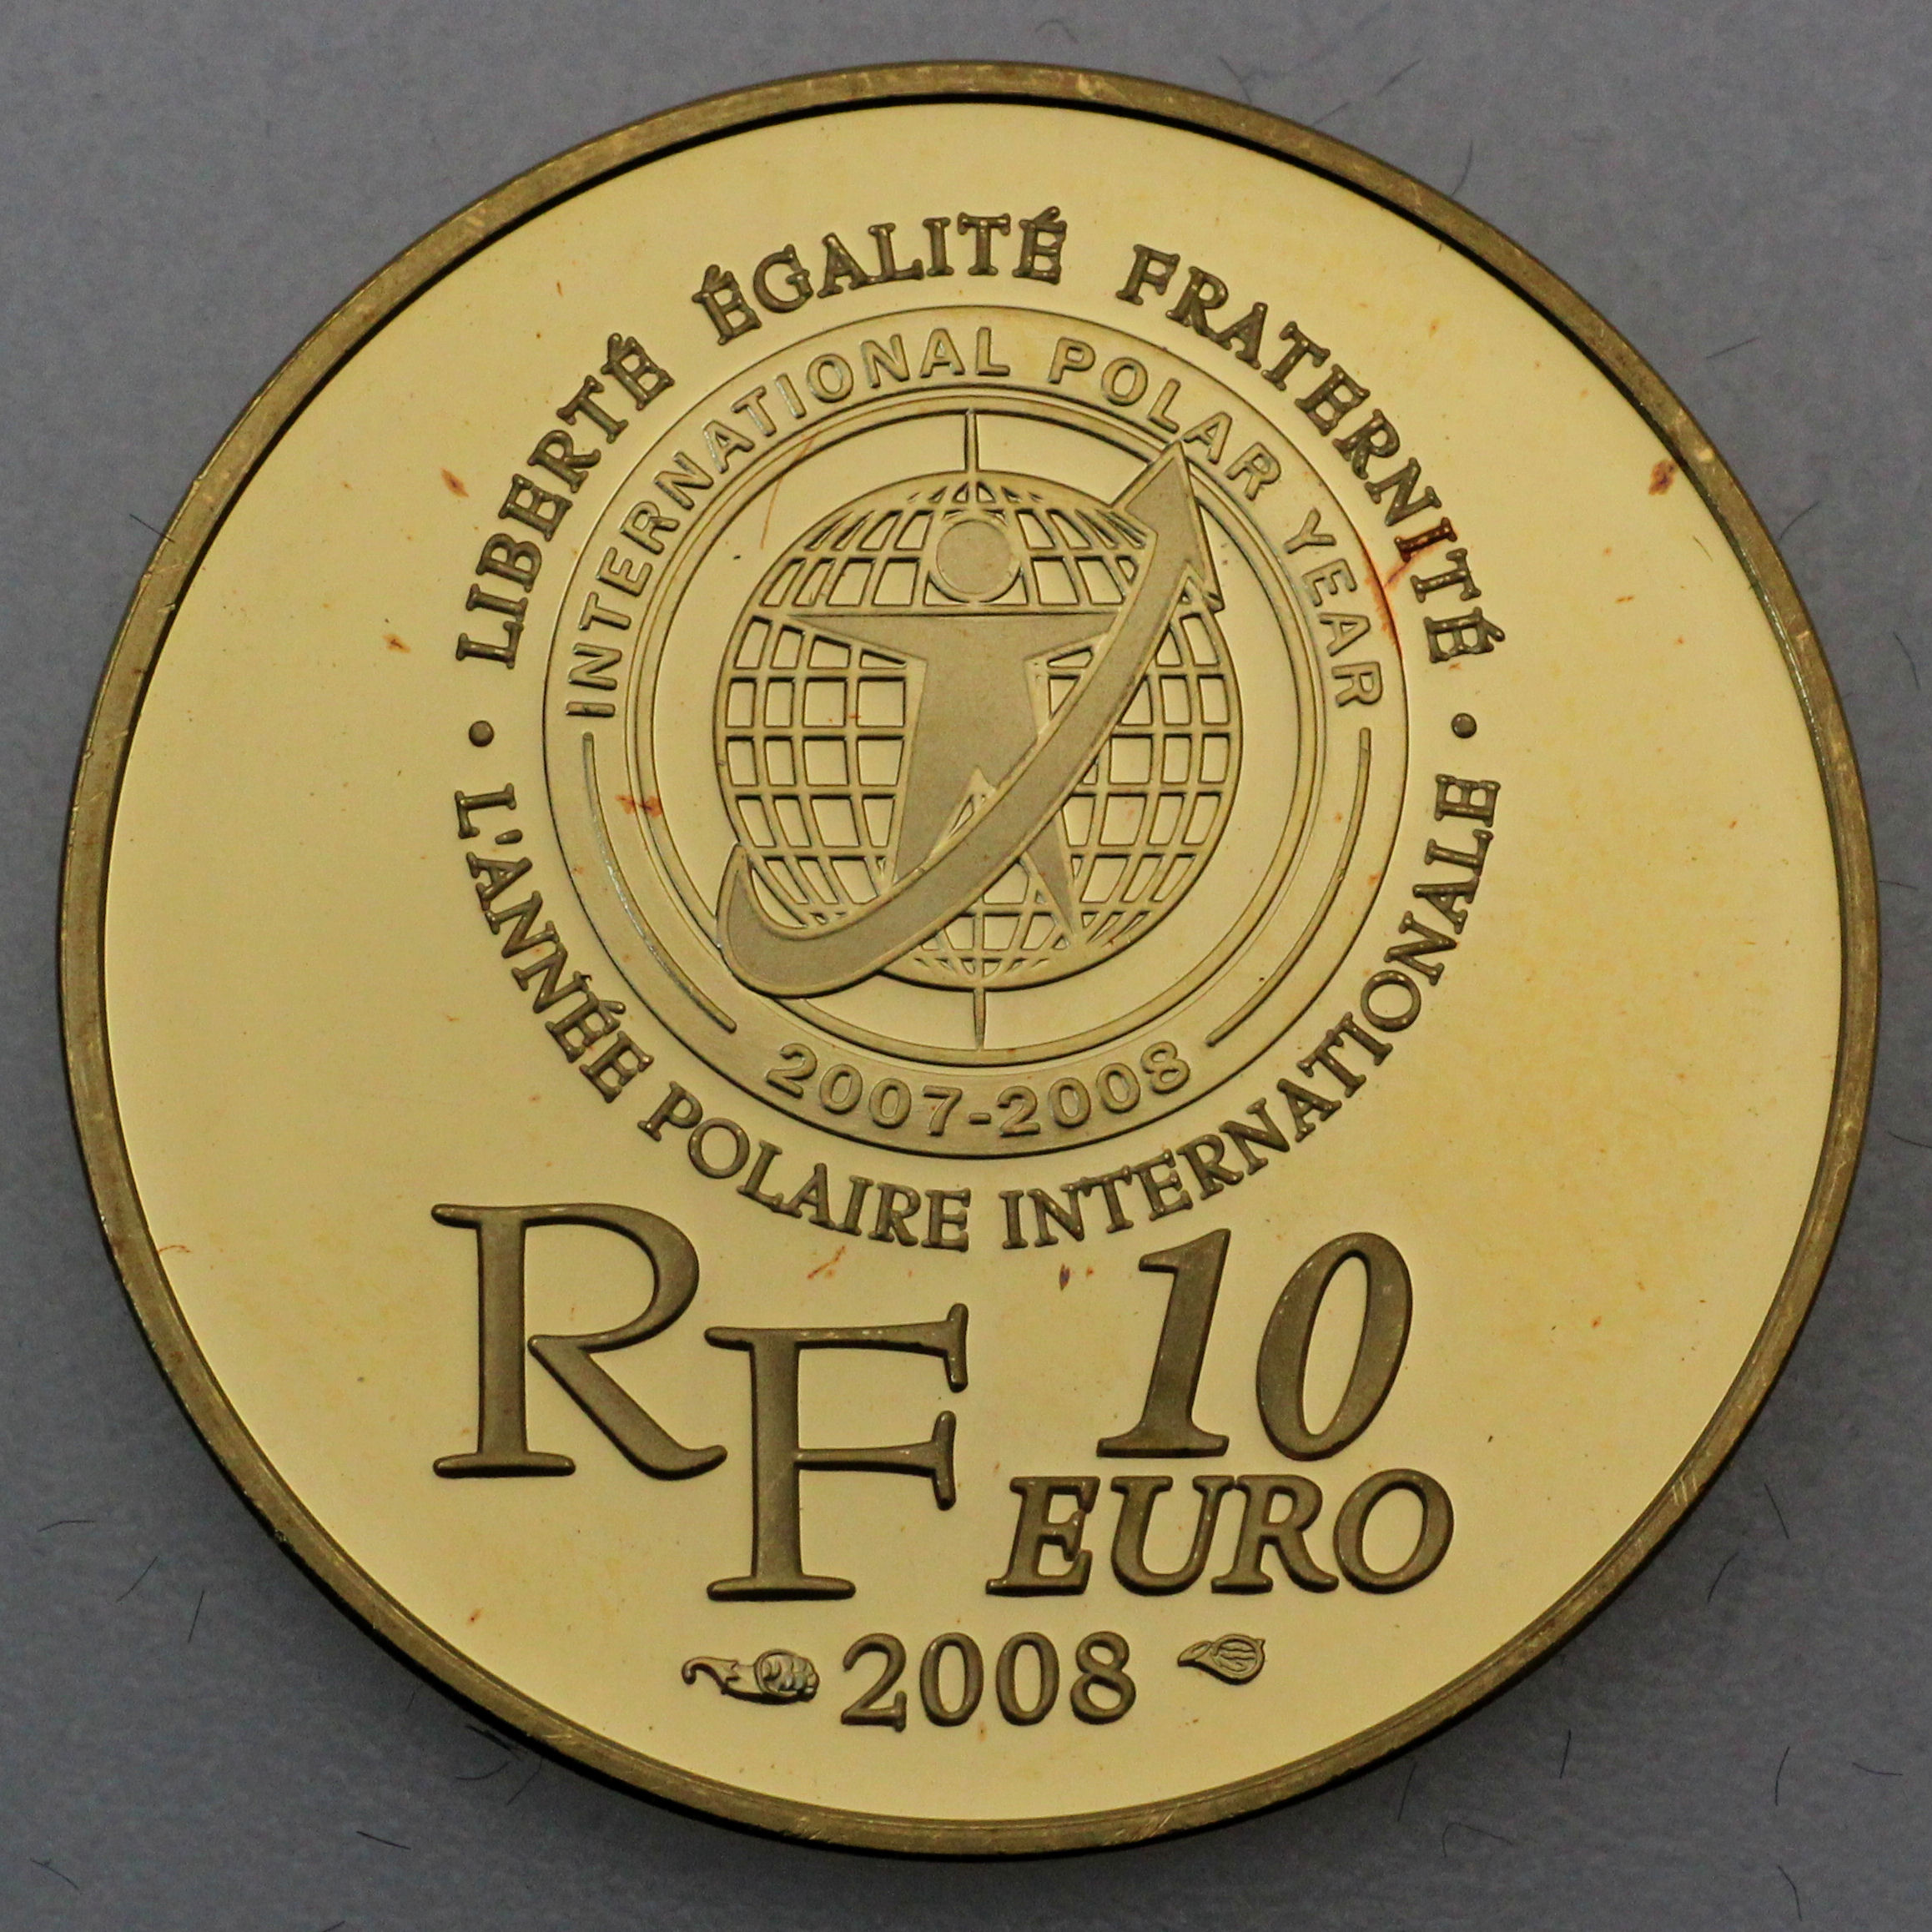 LIBERTÉ ÉGALITÉ FRATERNITÉ
• L'ANNÉE POLAIRE INTERNATIONALE •
INTERNATIONAL POLAR YEAR
2007-2008
RF
10
EURO
2008